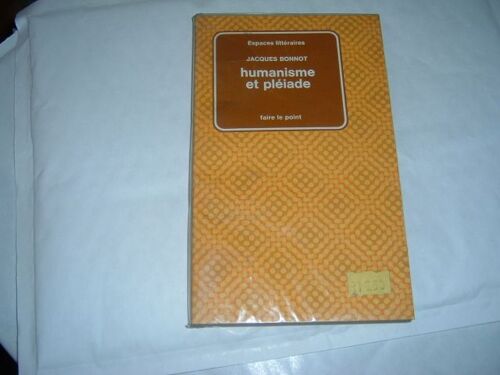 Espaces littéraires
JACQUES BONNOT
humanisme
et pléiade
faire le point